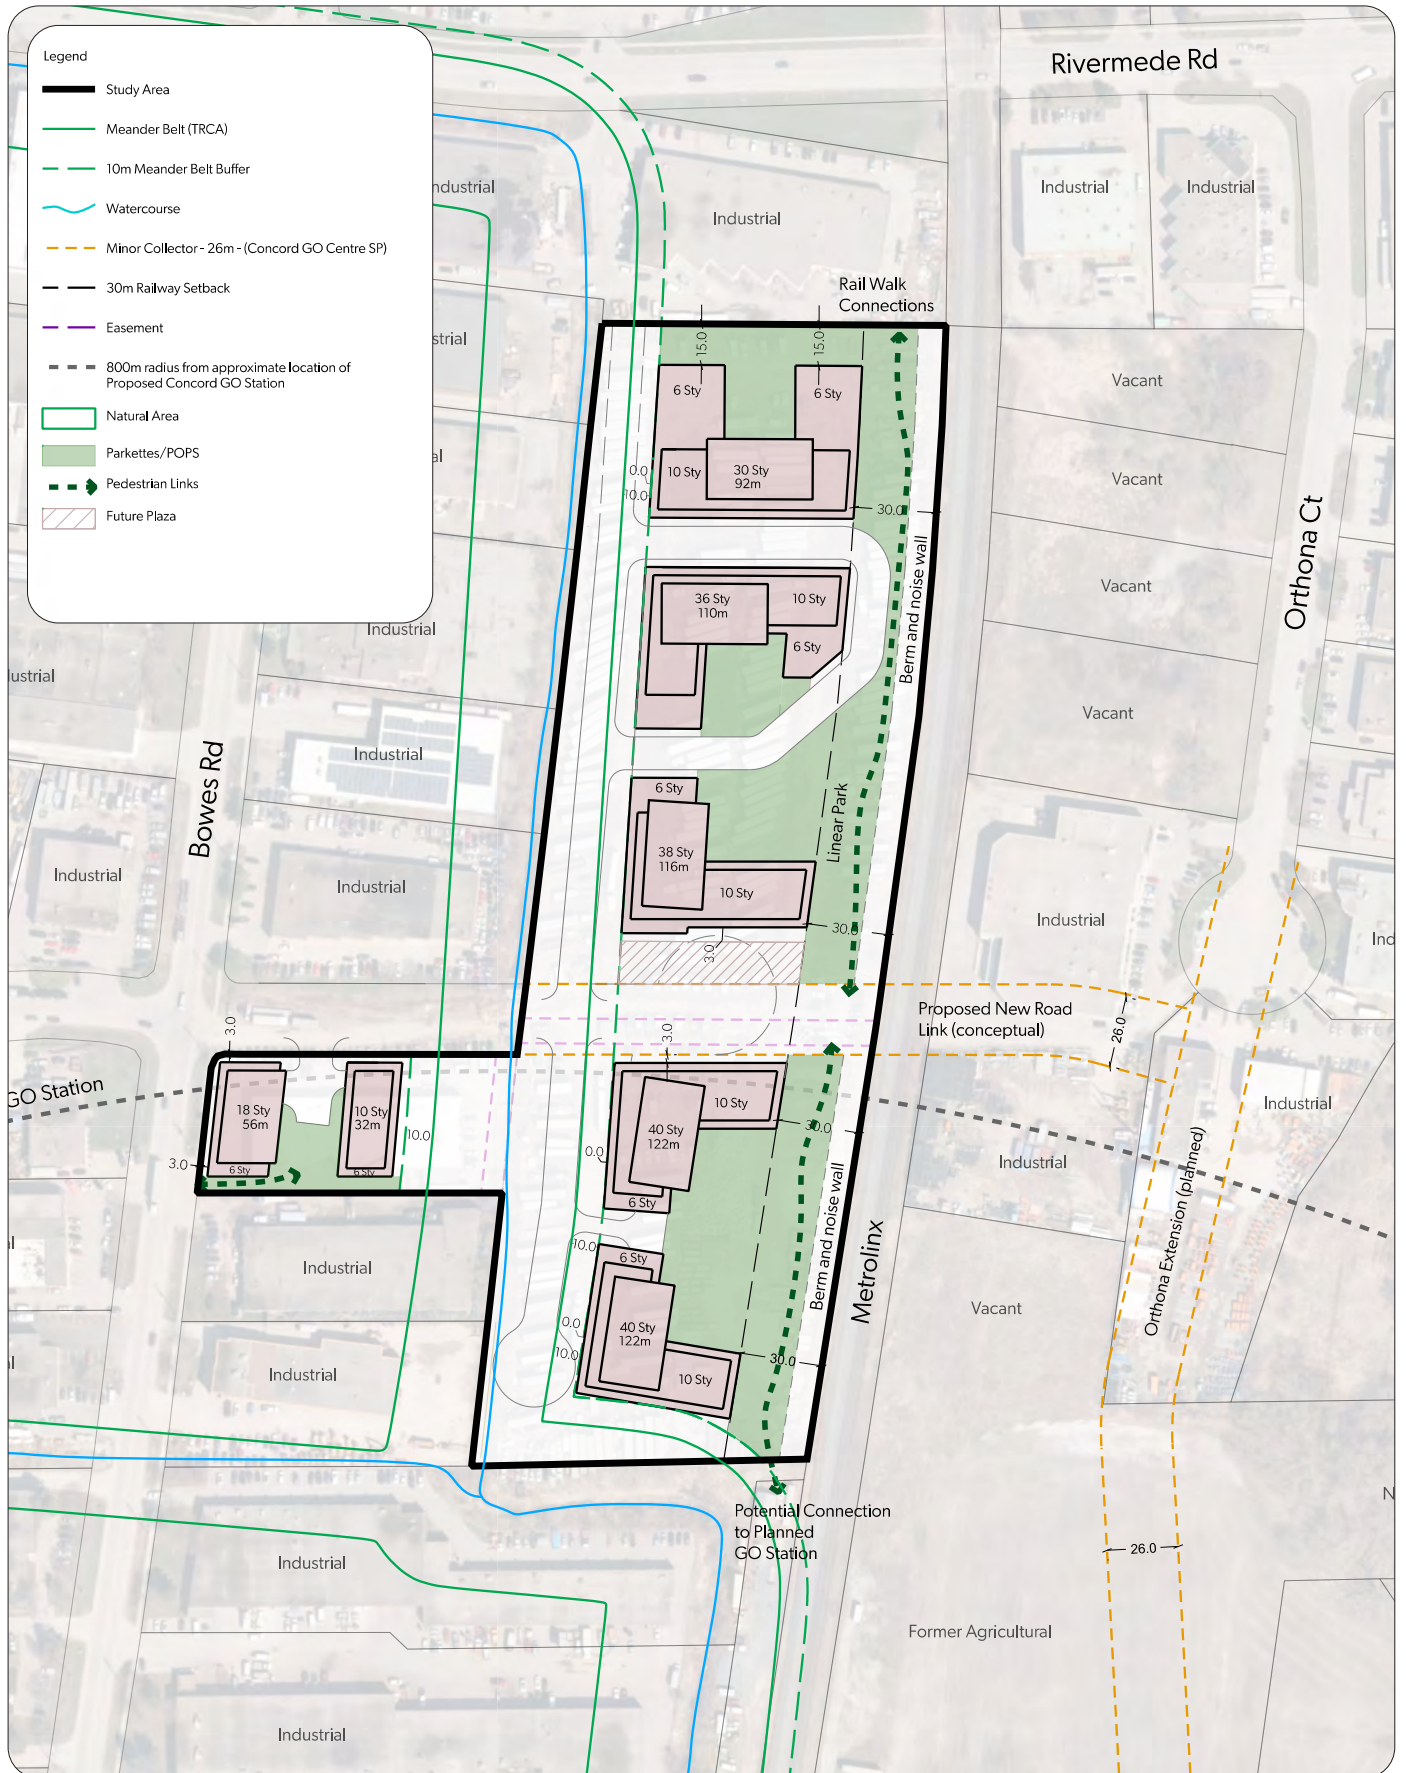 Legend
Study Area
Meander Belt (TRCA)
10m Meander Belt Buffer
Watercourse
Minor Collector - 26m - (Concord GO Centre SP)
30m Railway Setback
Easement
800m radius from approximate location of
Proposed Concord GO Station
Natural Area
Parkettes/POPS
Pedestrian Links
Future Plaza
Rivermede Rd
ndustrial
Industrial
Industrial
Industrial
Rail Walk
Connections
strial
15.0
15.0
Vacant
6 Sty
6 Sty
al
0.0
10 Sty
30 Sty
92m
Vacant
10.0
30.0
Orthona Ct
Berm and noise wall
36 Sty
110m
10 Sty
Vacant
Industrial
6 Sty
lustrial
Vacant
Industrial
Bowes Rd
6 Sty
Linear Park
38 Sty
116m
Industrial
Industrial
10 Sty
Industrial
30.0
3.0
Ind
Proposed New Road
Link (conceptual)
26.0
3.0
3.0
GO Station
18 Sty
56m
10 Sty
32m
10.0
10 Sty
40 Sty
122m
30.0
Industrial
0.0
Industrial
3.0
6 Sty
6 Sty
6 Sty
Berm and noise wall
Metrolinx
Orthona Extension (planned)
al
10.0
6 Sty
Industrial
Vacant
0.0
40 Sty
122m
10.0
30.0
al
Industrial
10 Sty
Potential Connection
to Planned
GO Station
N
Industrial
26.0
Former Agricultural
Industrial